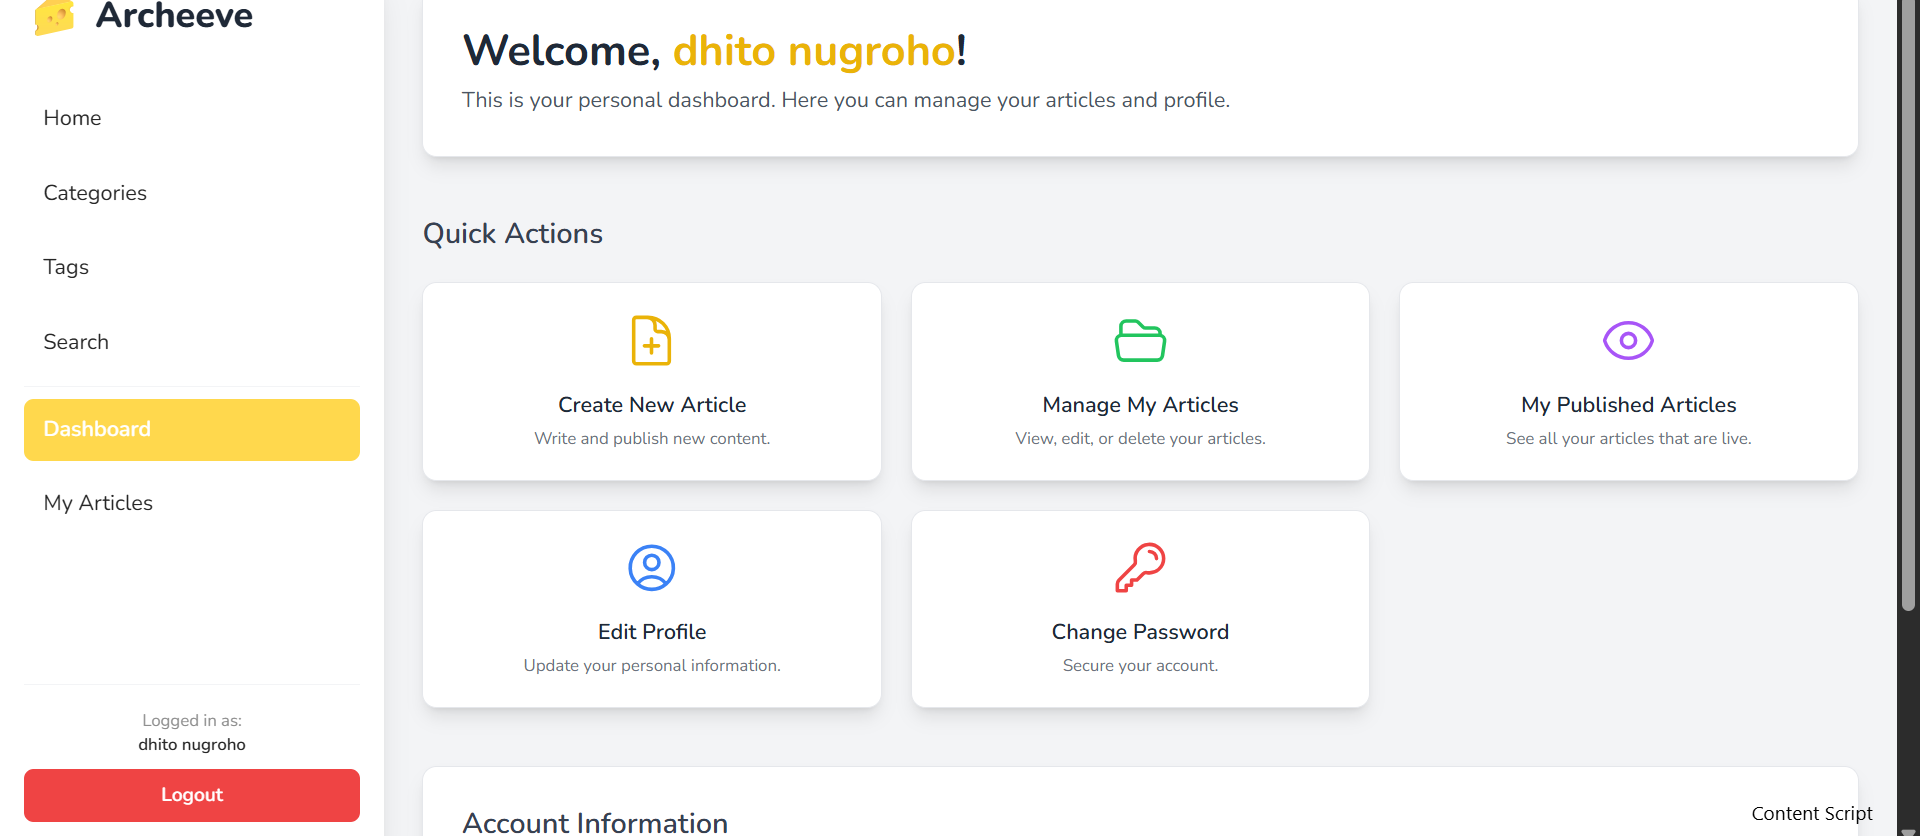 Archeeve
Home
Categories
Tags
Search
Dashboard
My Articles
Logged in as:
dhito nugroho
Logout
Welcome, dhito nugroho!
This is your personal dashboard. Here you can manage your articles and profile.
Quick Actions
Create New Article
Write and publish new content.
Manage My Articles
View, edit, or delete your articles.
My Published Articles
See all your articles that are live.
Edit Profile
Update your personal information.
Change Password
Secure your account.
Account Information
Content Script